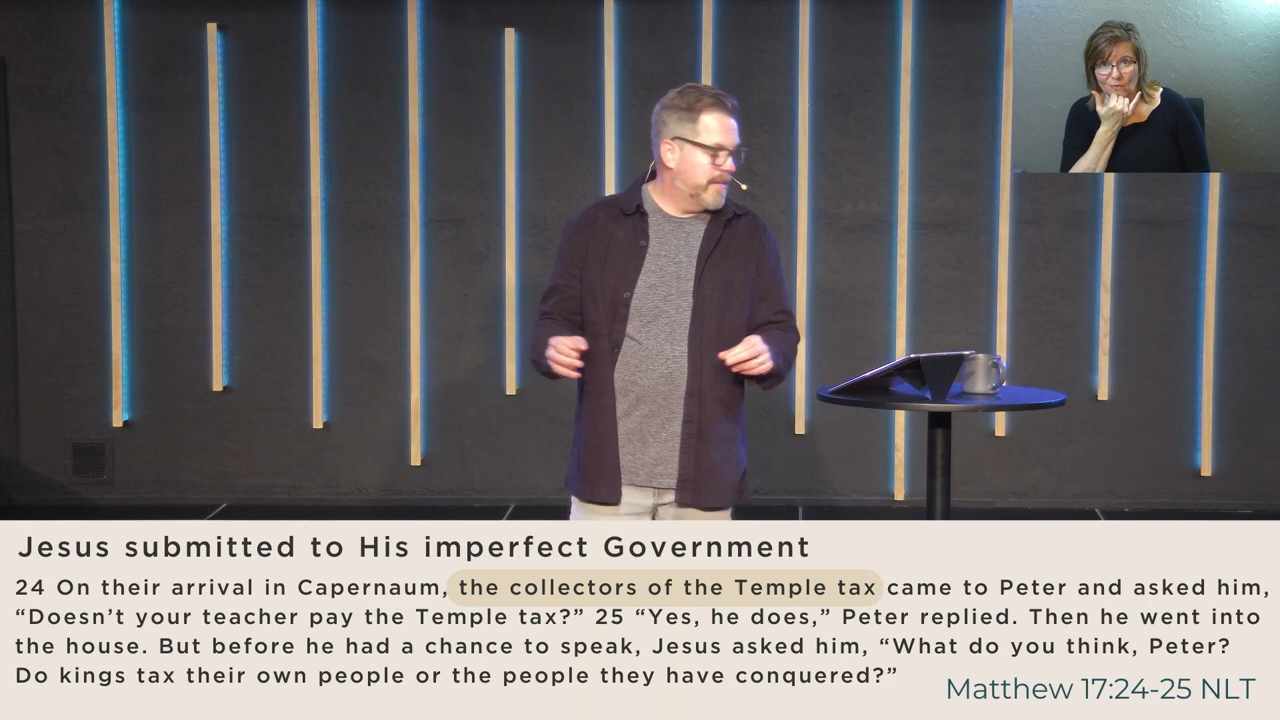 Jesus submitted to His imperfect Government
24 On their arrival in Capernaum, the collectors of the Temple tax came to Peter and asked him,
“Doesn’t your teacher pay the Temple tax?” 25 “Yes, he does,” Peter replied. Then he went into
the house. But before he had a chance to speak, Jesus asked him, “What do you think, Peter?
Do kings tax their own people or the people they have conquered?”
Matthew 17:24-25 NLT